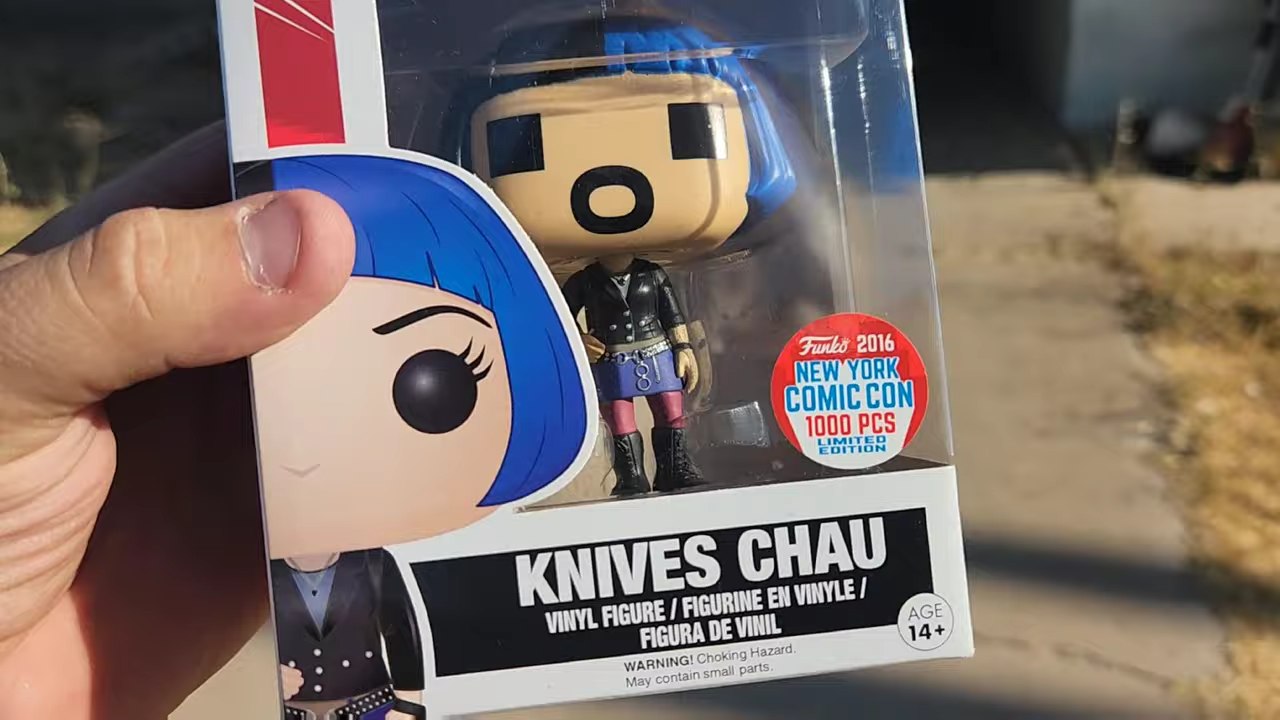 Funko 2016
NEW YORK
COMIC CON
1000 PCS
LIMITED
EDITION
KNIVES CHAU
VINYL FIGURE / FIGURINE EN VINYLE /
FIGURA DE VINIL
AGE
14+
WARNING! Choking Hazard.
May contain small parts.